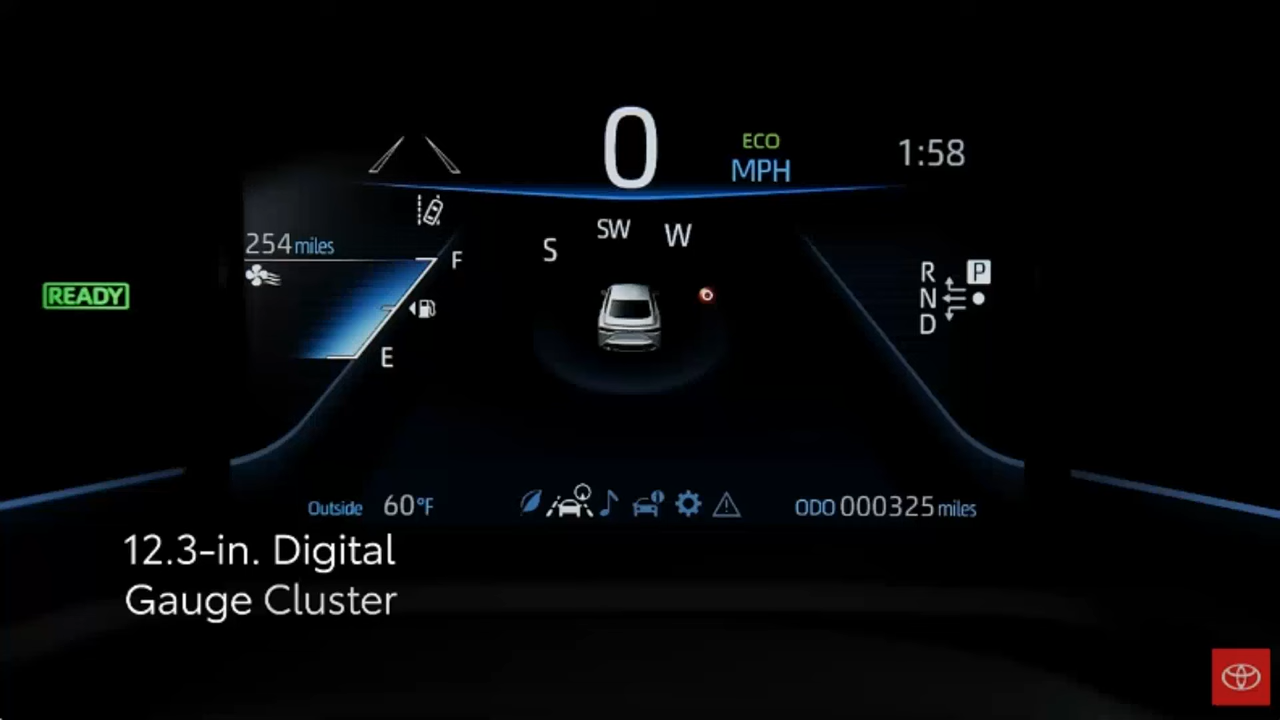 0
ECO
MPH
1:58
254 miles
F
E
READY
S
SW
W
R
N
D
P
Outside 60°F
ODO 000325 miles
12.3-in. Digital
Gauge Cluster